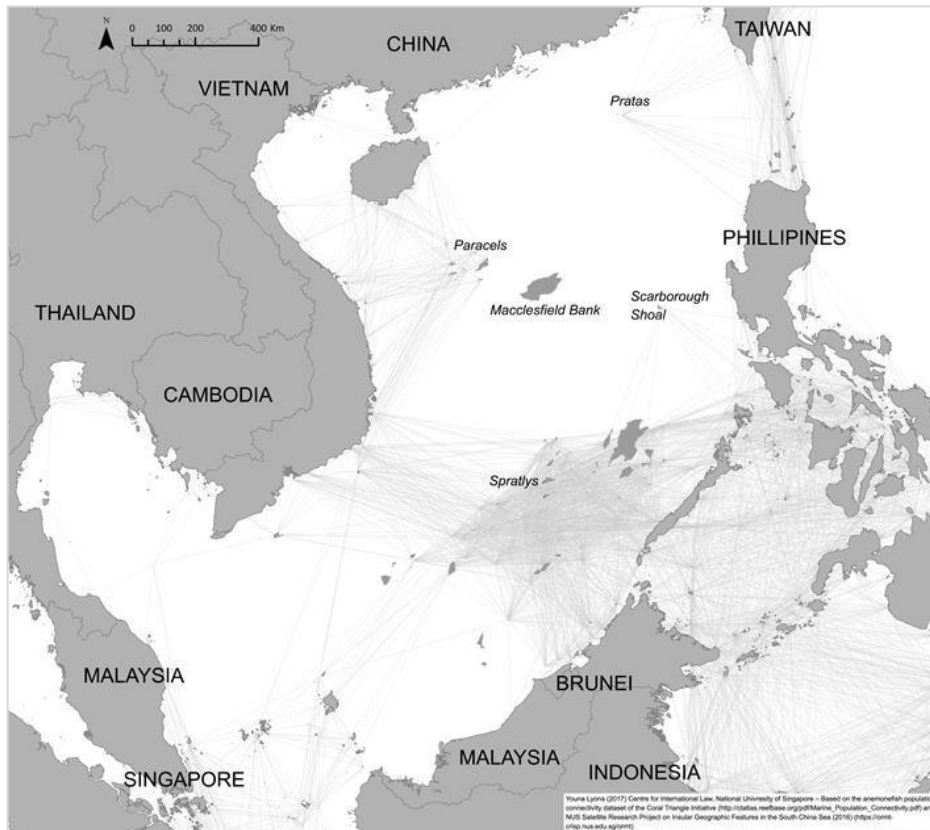 N
0 100 200 400 Km
CHINA
TAIWAN
VIETNAM
Pratas
Paracels
PHILLIPINES
Macclesfield Bank
Scarborough
Shoal
THAILAND
CAMBODIA
Spratlys
MALAYSIA
BRUNEI
MALAYSIA
SINGAPORE
INDONESIA
Youna Lyons (2017) Centre for International Law, National University of Singapore – Based on the anemonefish population
connectivity dataset of the Coral Triangle Initiative (http://ctatlas.reefbase.org/pdf/Marine_Population_Connectivity.pdf) and
NUS Satellite Research Project on Insular Geographic Features in the South China Sea (2016) (https://ormt-
crisp.nus.edu.sg/ormt)